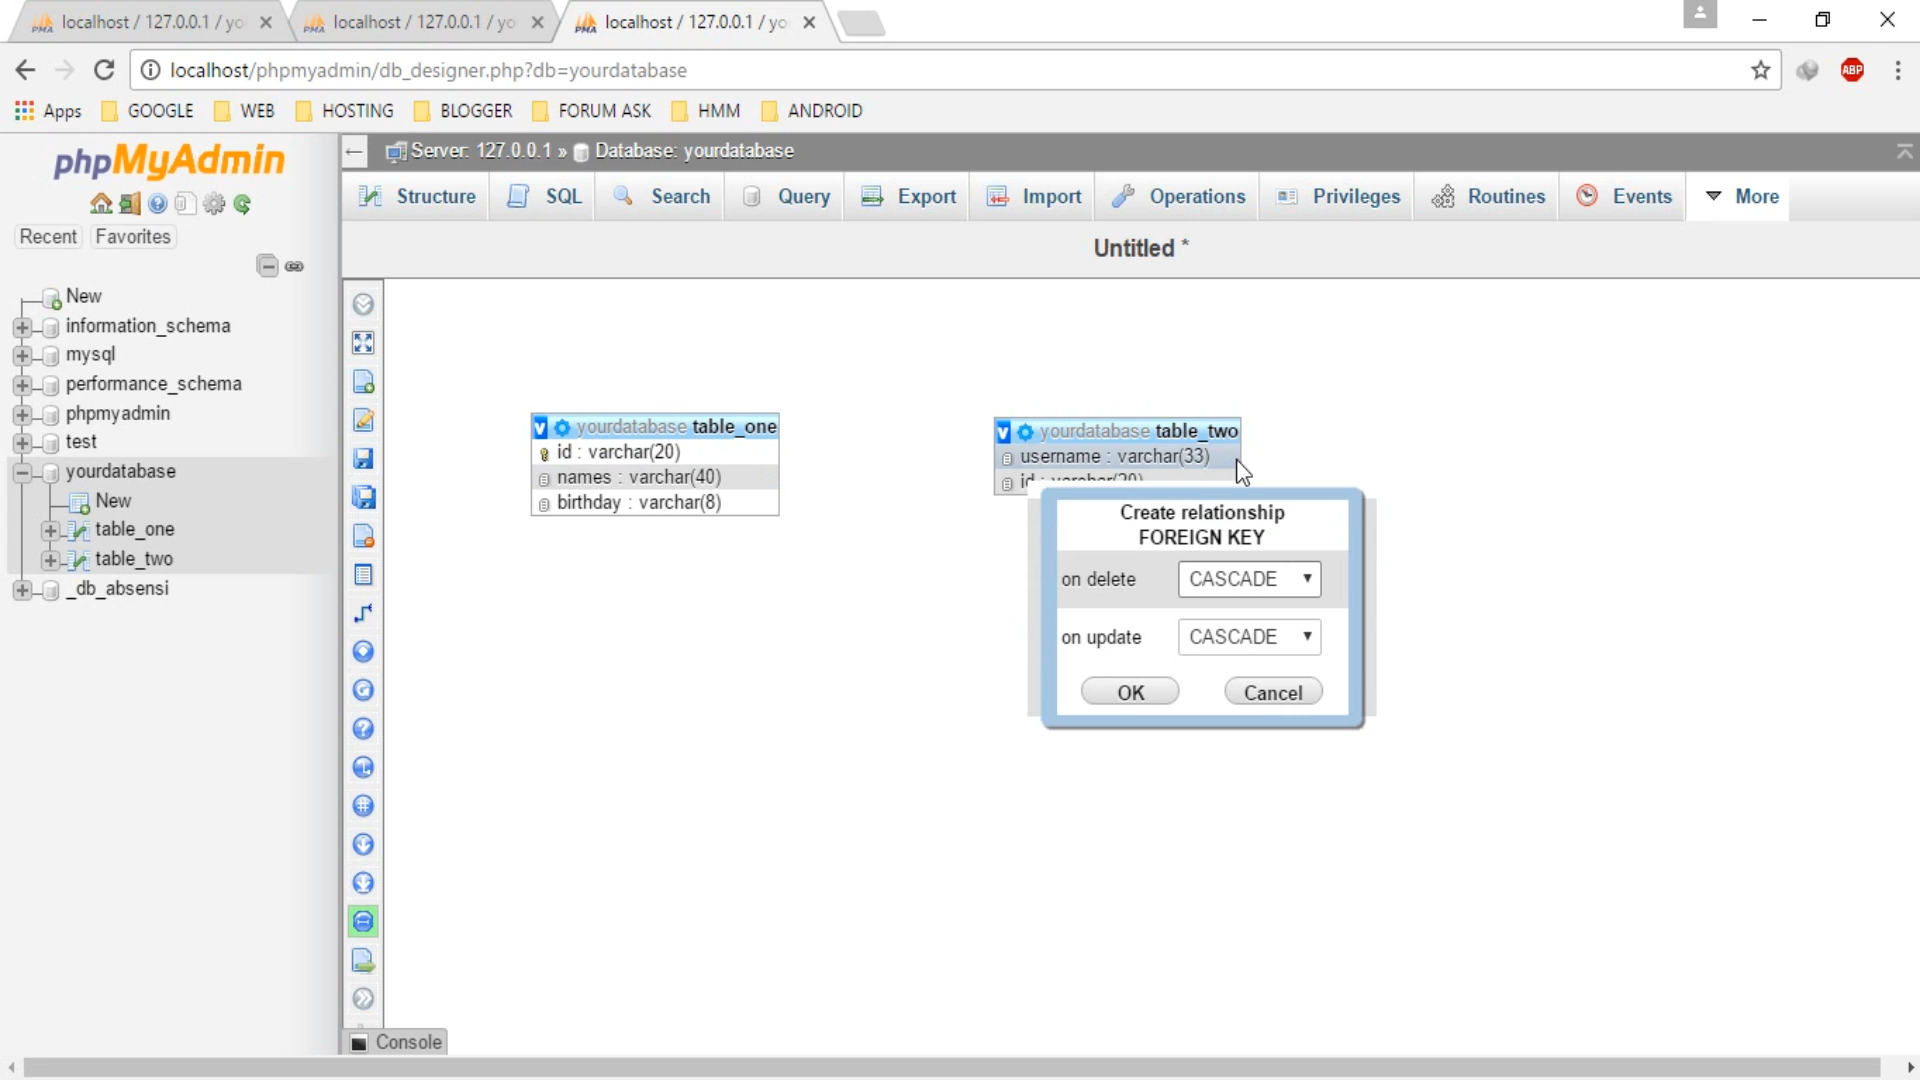 localhost / 127.0.0.1 / yo
localhost / 127.0.0.1 / yo
localhost / 127.0.0.1 / yo
localhost/phpmyadmin/db_designer.php?db=yourdatabase
ABP
Apps GOOGLE WEB HOSTING BLOGGER FORUM ASK HMM ANDROID
phpMyAdmin
Recent Favorites
New
information_schema
mysql
performance_schema
phpmyadmin
test
yourdatabase
New
table_one
table_two
_db_absensi
Server: 127.0.0.1 » Database: yourdatabase
Structure SQL Search Query Export Import Operations Privileges Routines Events More
Untitled *
v yourdatabase table_one
id : varchar(20)
names : varchar(40)
birthday : varchar(8)
v yourdatabase table_two
username : varchar(33)
id : varchar(20)
Create relationship
FOREIGN KEY
on delete CASCADE
on update CASCADE
OK Cancel
Console